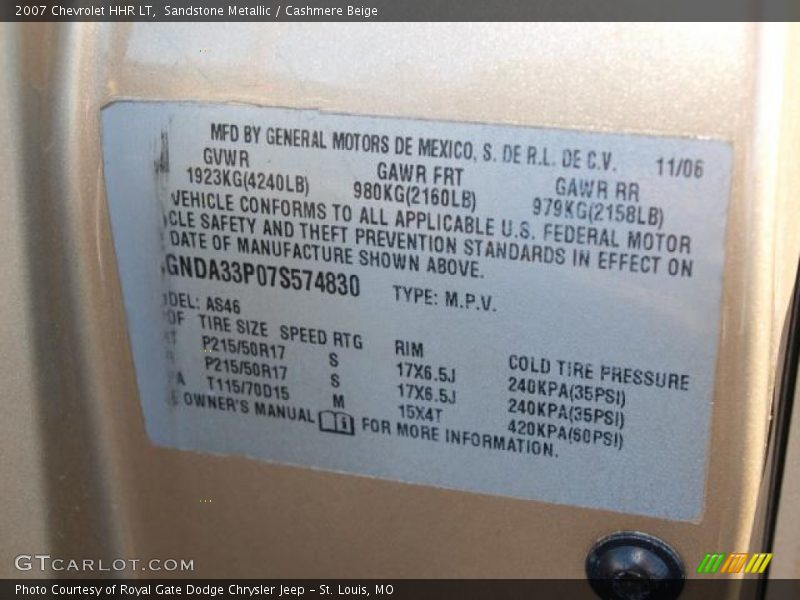 2007 Chevrolet HHR LT, Sandstone Metallic / Cashmere Beige
MFD BY GENERAL MOTORS DE MEXICO, S. DE R.L. DE C.V. 11/06
GVWR GAWR FRT GAWR RR
1923KG(4240LB) 980KG(2160LB) 979KG(2158LB)
VEHICLE CONFORMS TO ALL APPLICABLE U.S. FEDERAL MOTOR
CLE SAFETY AND THEFT PREVENTION STANDARDS IN EFFECT ON
DATE OF MANUFACTURE SHOWN ABOVE.
GNDA33P07S574830 TYPE: M.P.V.
DEL: AS46
OF TIRE SIZE SPEED RTG RIM COLD TIRE PRESSURE
P215/50R17 S 17X6.5J 240KPA(35PSI)
P215/50R17 S 17X6.5J 240KPA(35PSI)
T115/70D15 M 15X4T 420KPA(60PSI)
OWNER'S MANUAL FOR MORE INFORMATION.
GTCARLOT.COM
Photo Courtesy of Royal Gate Dodge Chrysler Jeep – St. Louis, MO